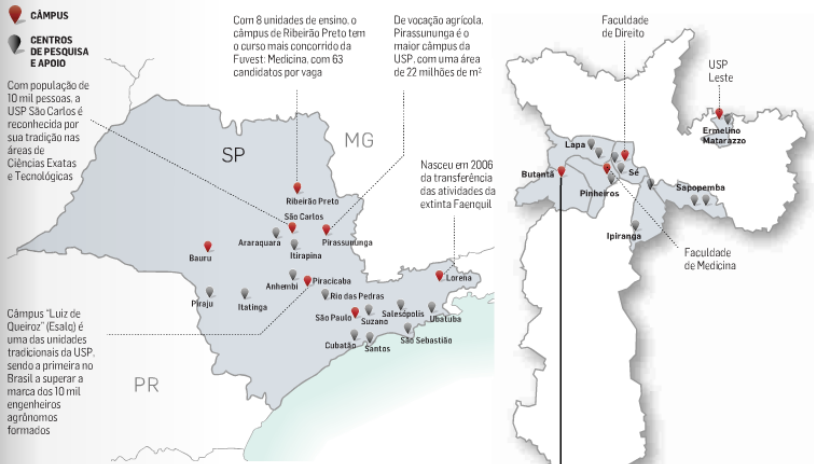 CÂMPUS
CENTROS
DE PESQUISA
E APOIO
Com população de
10 mil pessoas, a
USP São Carlos é
reconhecida por
sua tradição nas
áreas de
Ciências Exatas
e Tecnológicas
Com 8 unidades de ensino, o
câmpus de Ribeirão Preto tem
o curso mais concorrido da
Fuvest: Medicina, com 63
candidatos por vaga
De vocação agrícola,
Pirassununga é o
maior câmpus da
USP, com uma área
de 22 milhões de m²
Nasceu em 2006
da transferência
das atividades da
extinta Faenquil
SP
MG
PR
Ribeirão Preto
São Carlos
Araraquara
Pirassununga
Itirapina
Bauru
Anhembi
Piracicaba
Lorena
Piraju
Itatinga
Rio das Pedras
São Paulo
Suzano
Salesópolis
Ubatuba
Cubatão
Santos
São Sebastião
Câmpus “Luiz de
Queiroz” (Esalq) é
uma das unidades
tradicionais da USP,
sendo a primeira no
Brasil a superar a
marca dos 10 mil
engenheiros
agrônomos
formados
Faculdade
de Direito
USP
Leste
Ermelino
Matarazzo
Lapa
Butantã
Sé
Pinheiros
Sapopemba
Ipiranga
Faculdade
de Medicina